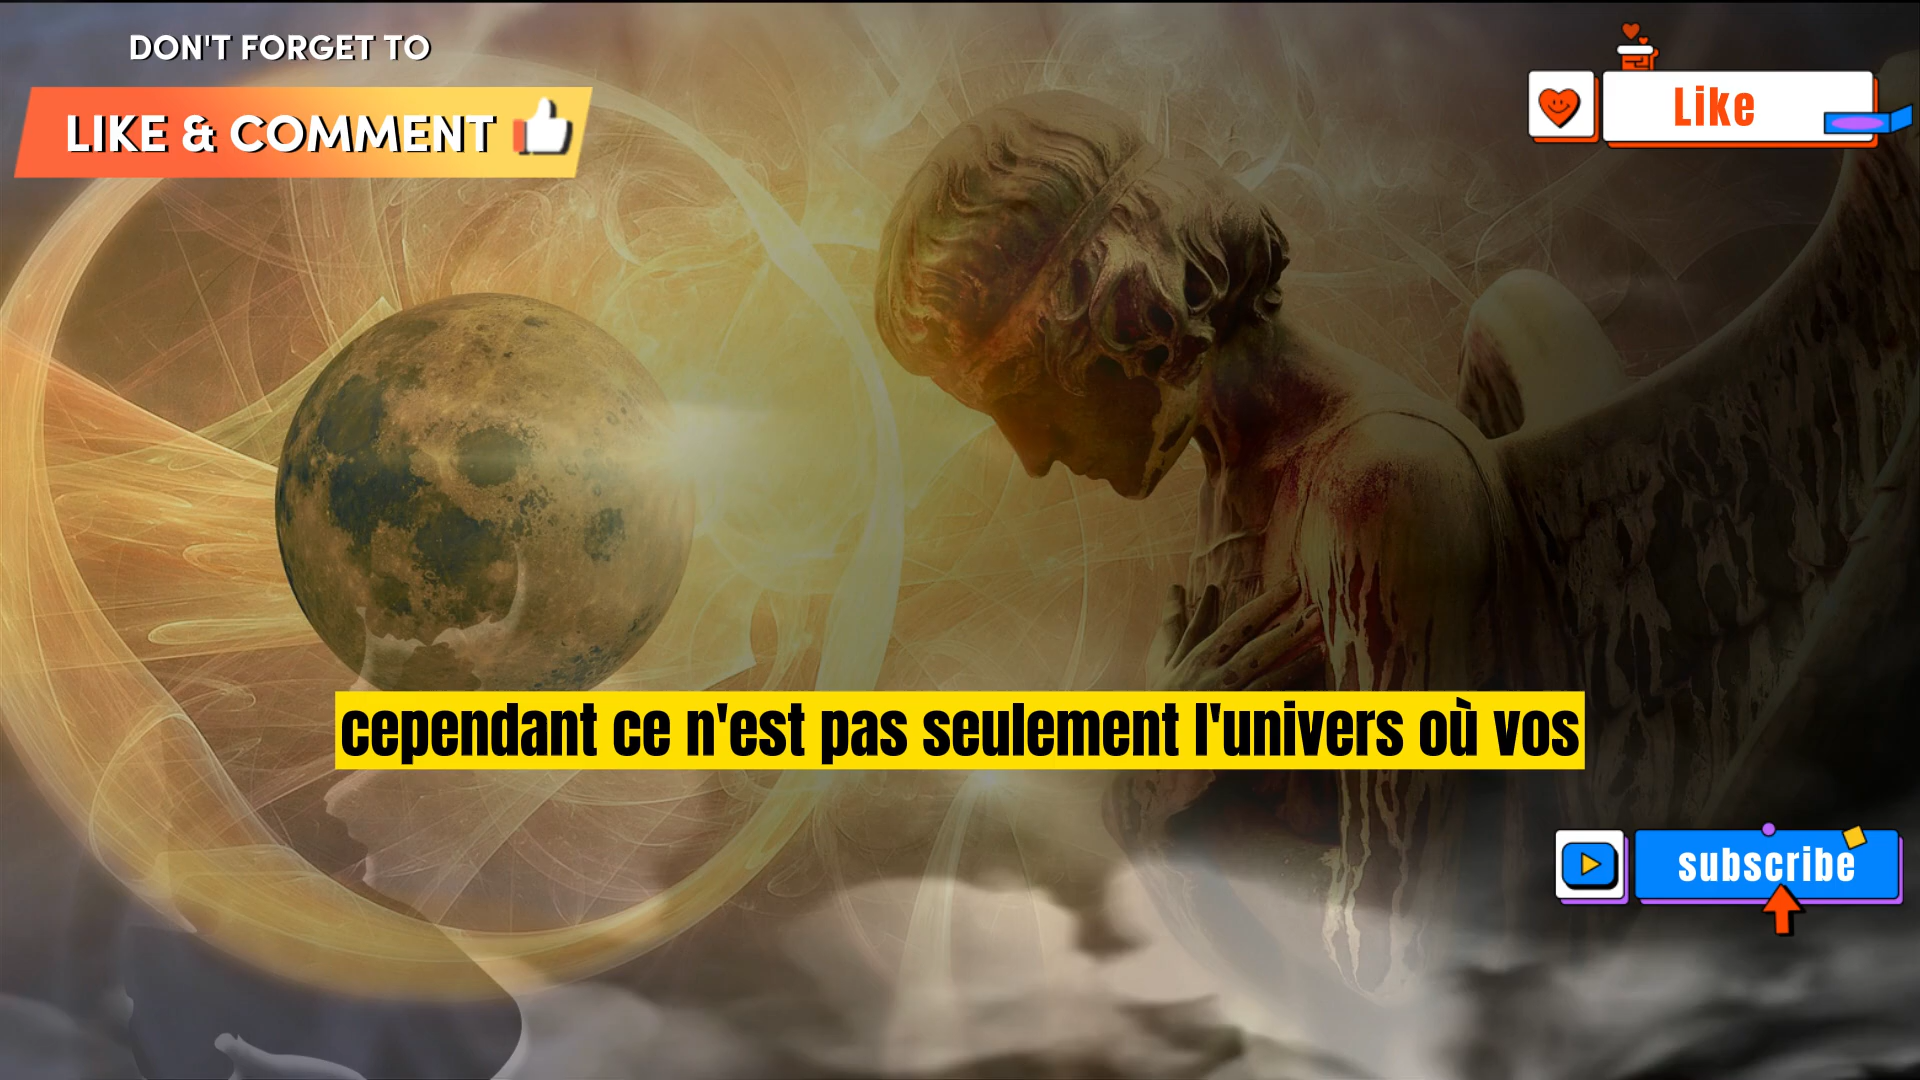 DON'T FORGET TO
LIKE & COMMENT
Like
cependant ce n'est pas seulement l'univers où vos
subscribe